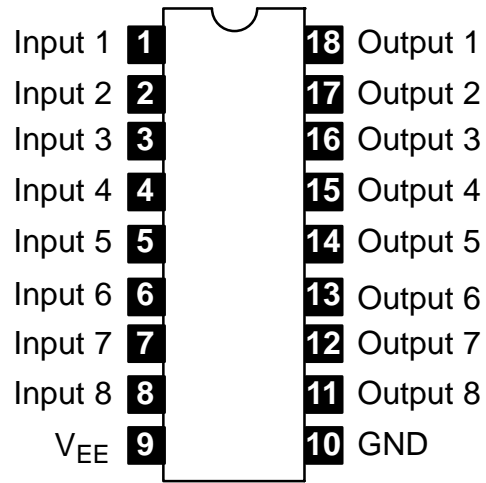 Input 1 1 18 Output 1
Input 2 2 17 Output 2
Input 3 3 16 Output 3
Input 4 4 15 Output 4
Input 5 5 14 Output 5
Input 6 6 13 Output 6
Input 7 7 12 Output 7
Input 8 8 11 Output 8
VEE 9 10 GND